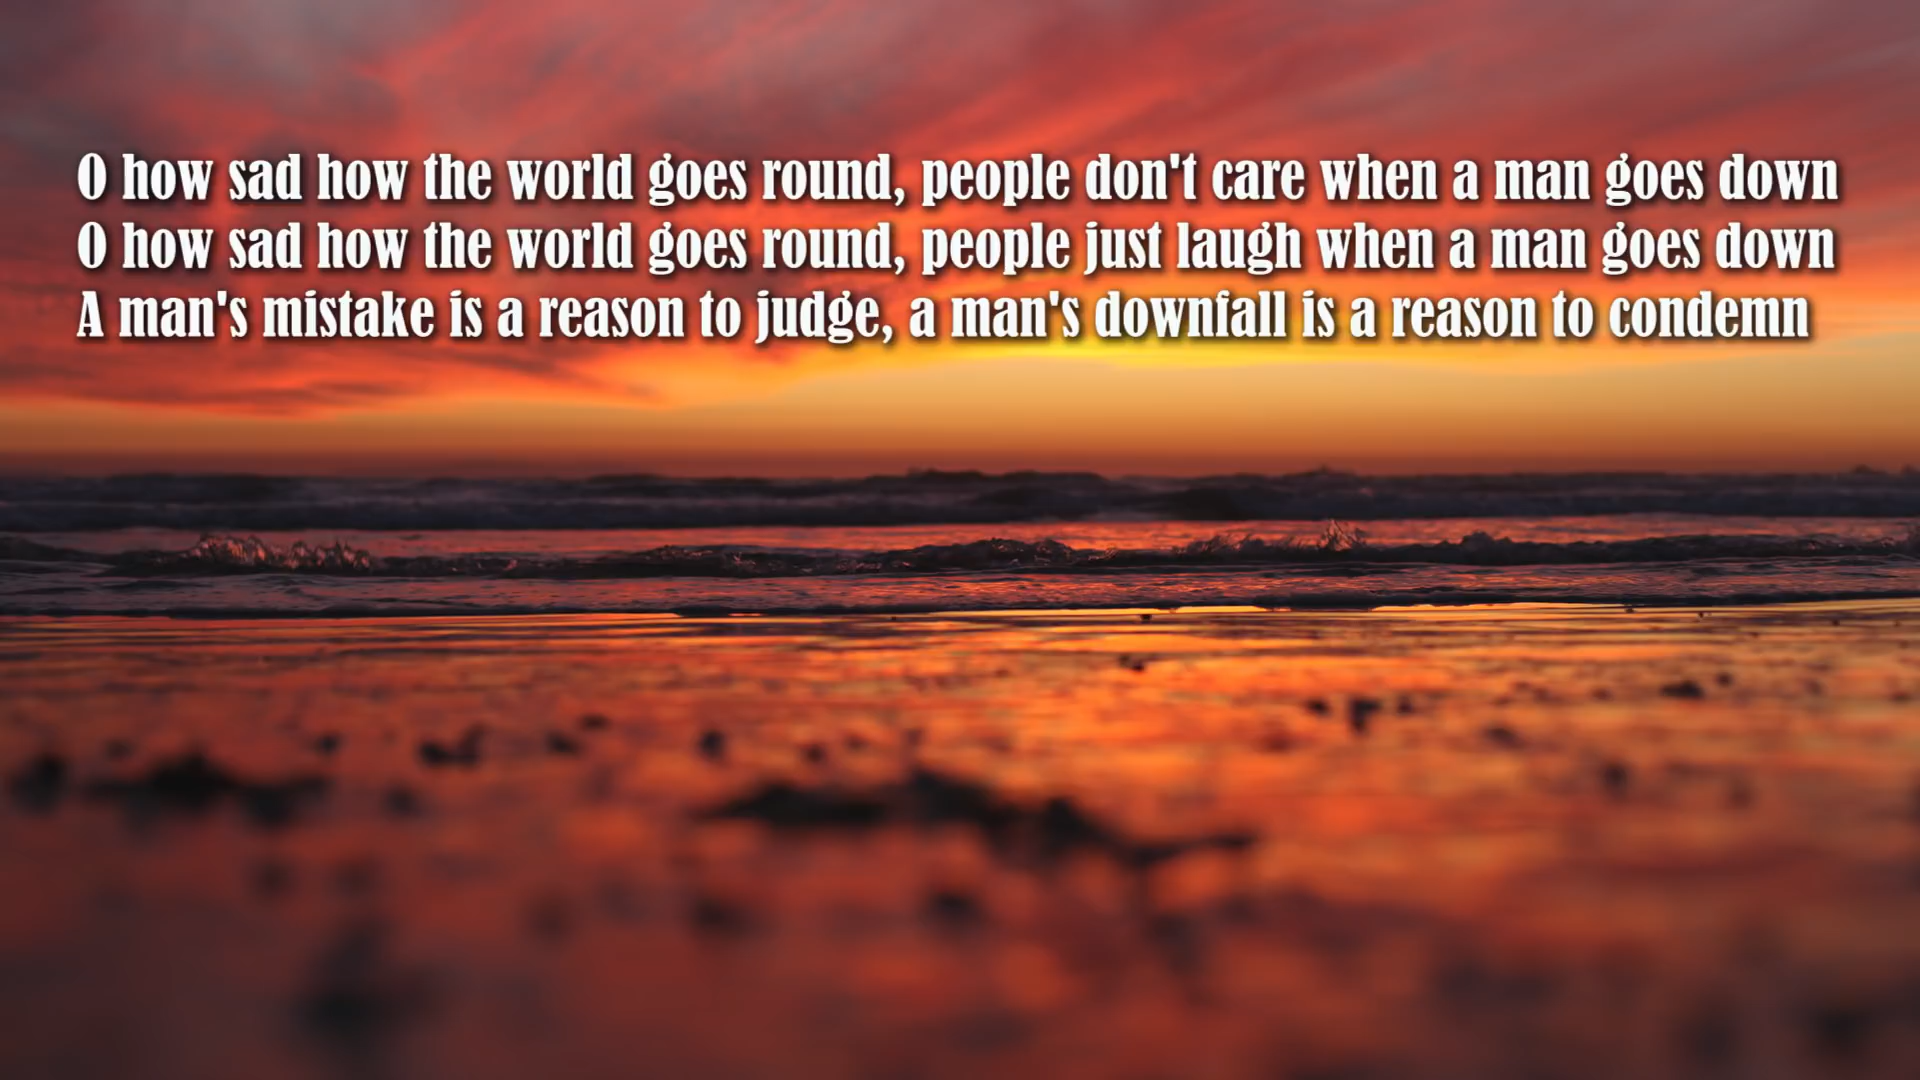 O how sad how the world goes round, people don't care when a man goes down
O how sad how the world goes round, people just laugh when a man goes down
A man's mistake is a reason to judge, a man's downfall is a reason to condemn